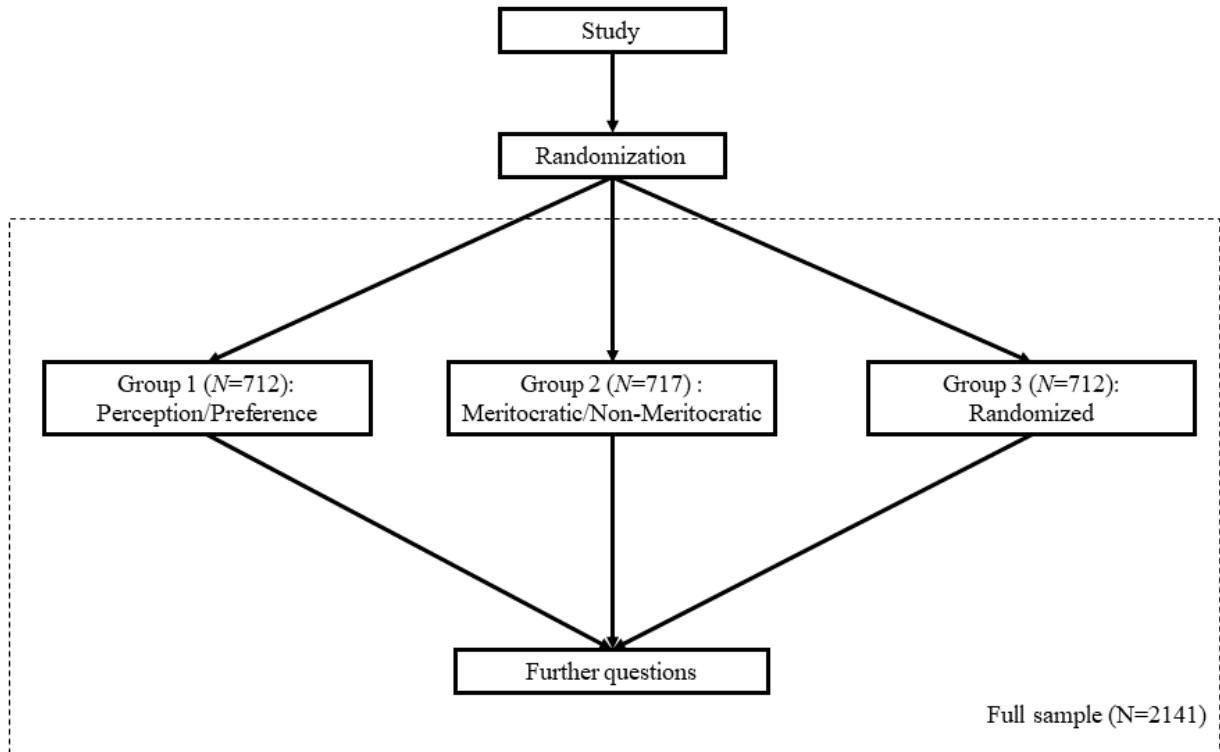 Study
Randomization
Group 1 (N=712):
Perception/Preference
Group 2 (N=717) :
Meritocratic/Non-Meritocratic
Group 3 (N=712):
Randomized
Further questions
Full sample (N=2141)